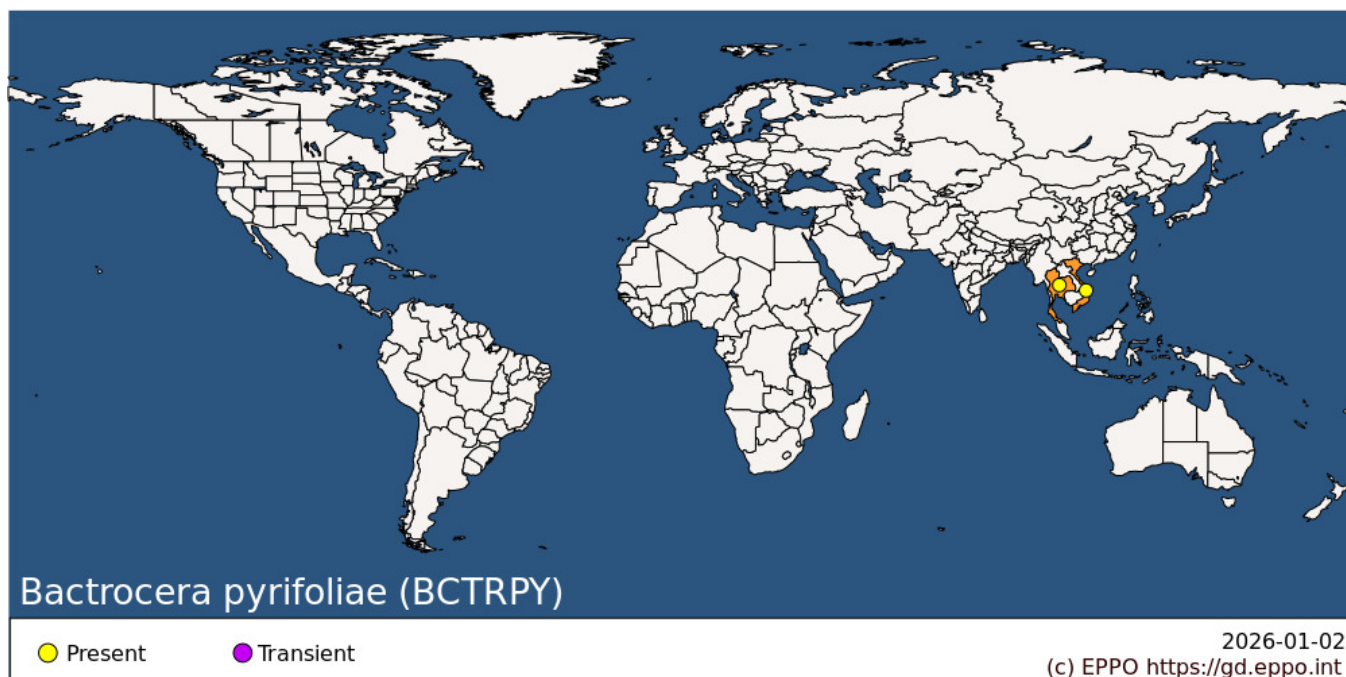 Bactrocera pyrifoliae (BCTRPY)
Present
Transient
2026-01-02
(c) EPPO https://gd.eppo.int